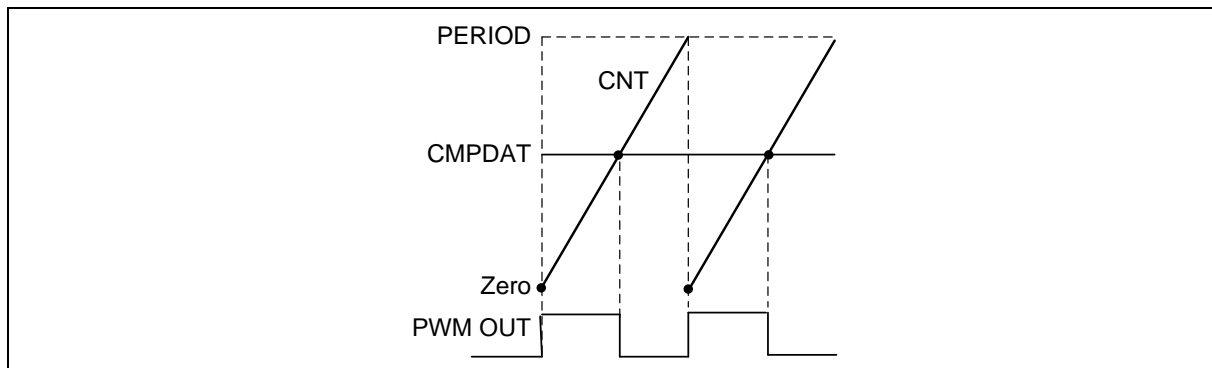 PERIOD
CNT
CMPDAT
Zero
PWM OUT